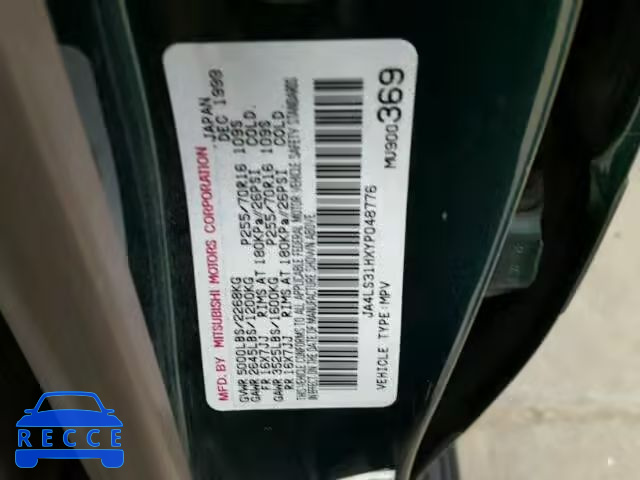 MFD. BY MITSUBISHI MOTORS CORPORATION JAPAN
DEC 1999
GVWR 5000LBS/2268KG P255/70R16 109S
GAWR 2645LBS/1200KG RIMS AT 180KPA/26PSI COLD.
FR 16X7JJ P255/70R16 109S
GAWR 3525LBS/1600KG RIMS AT 180KPA/26PSI COLD.
RR 16X7JJ
THIS VEHICLE CONFORMS TO ALL APPLICABLE FEDERAL MOTOR VEHICLE SAFETY STANDARDS
IN EFFECT ON THE DATE OF MANUFACTURE SHOWN ABOVE.
JA4LS31HXYP048776
VEHICLE TYPE:MPV MU900369